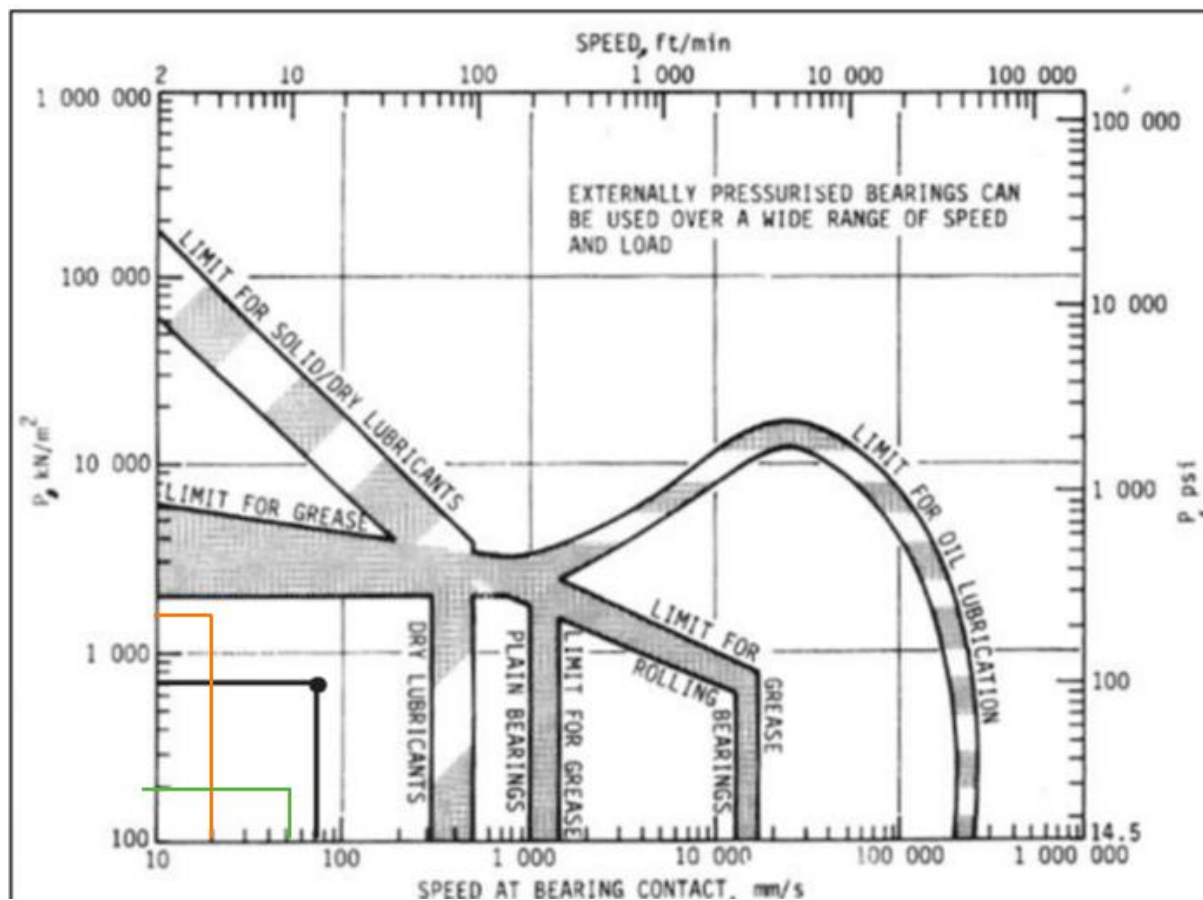 SPEED, ft/min
2 10 100 1 000 10 000 100 000
1 000 000
100 000
10 000
1 000
100
P, kN/m²
100 000
10 000
1 000
100
14.5
P, psi
EXTERNALLY PRESSURISED BEARINGS CAN
BE USED OVER A WIDE RANGE OF SPEED
AND LOAD
LIMIT FOR SOLID/DRY LUBRICANTS
LIMIT FOR GREASE
LIMIT FOR OIL LUBRICATION
DRY LUBRICANTS
PLAIN BEARINGS
LIMIT FOR GREASE
LIMIT FOR GREASE
ROLLING BEARINGS
10 100 1 000 10 000 100 000 1 000 000
SPEED AT BEARING CONTACT, mm/s